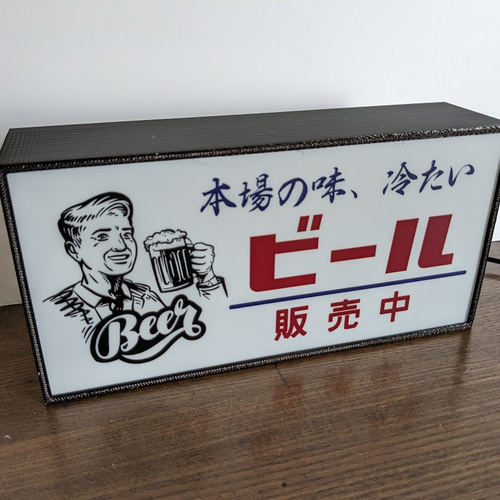 本場の味、冷たい
ビール
販売中
Beer